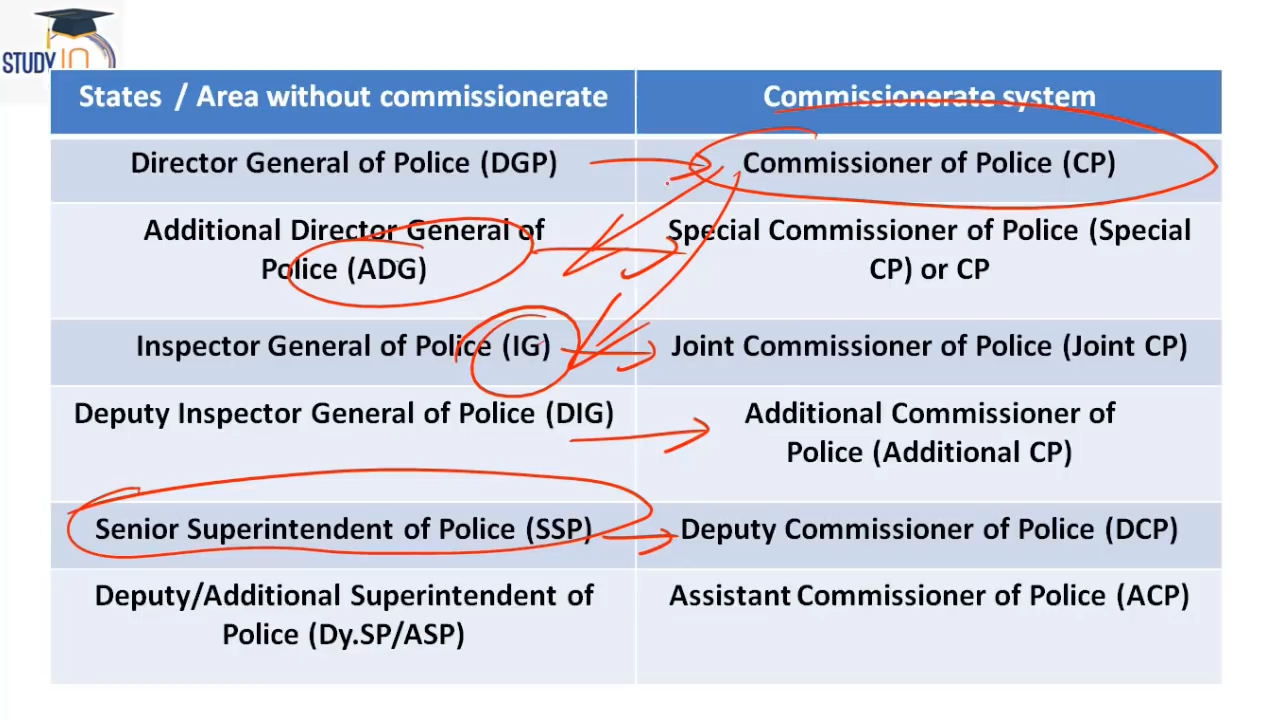 STUDY IQ
States / Area without commissionerate
Commissionerate system
Director General of Police (DGP)
Commissioner of Police (CP)
Additional Director General of
Police (ADG)
Special Commissioner of Police (Special
CP) or CP
Inspector General of Police (IG)
Joint Commissioner of Police (Joint CP)
Deputy Inspector General of Police (DIG)
Additional Commissioner of
Police (Additional CP)
Senior Superintendent of Police (SSP)
Deputy Commissioner of Police (DCP)
Deputy/Additional Superintendent of
Police (Dy.SP/ASP)
Assistant Commissioner of Police (ACP)